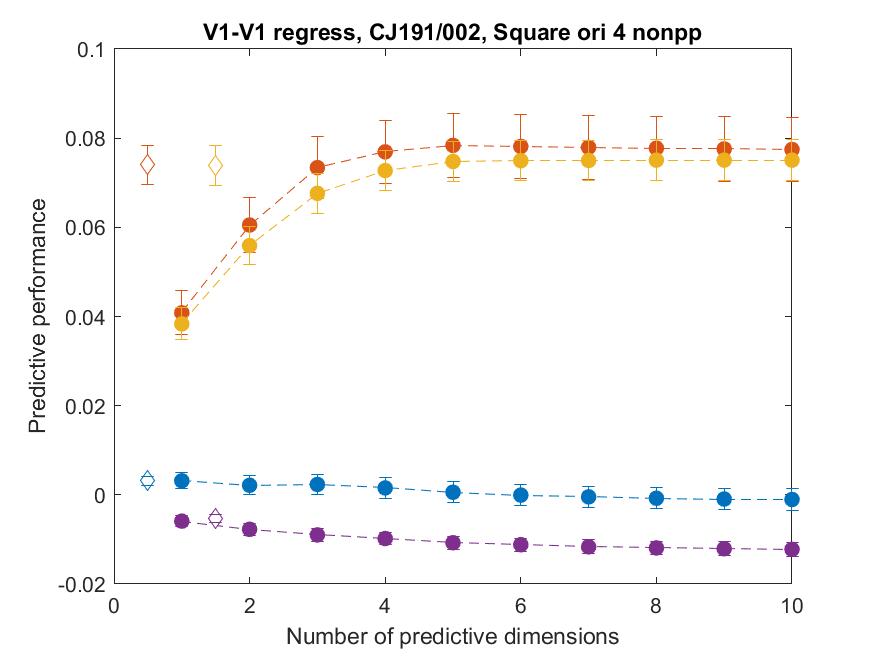 V1-V1 regress, CJ191/002, Square ori 4 nonpp
0.1
0.08
0.06
0.04
0.02
0
-0.02
Predictive performance
0 2 4 6 8 10
Number of predictive dimensions